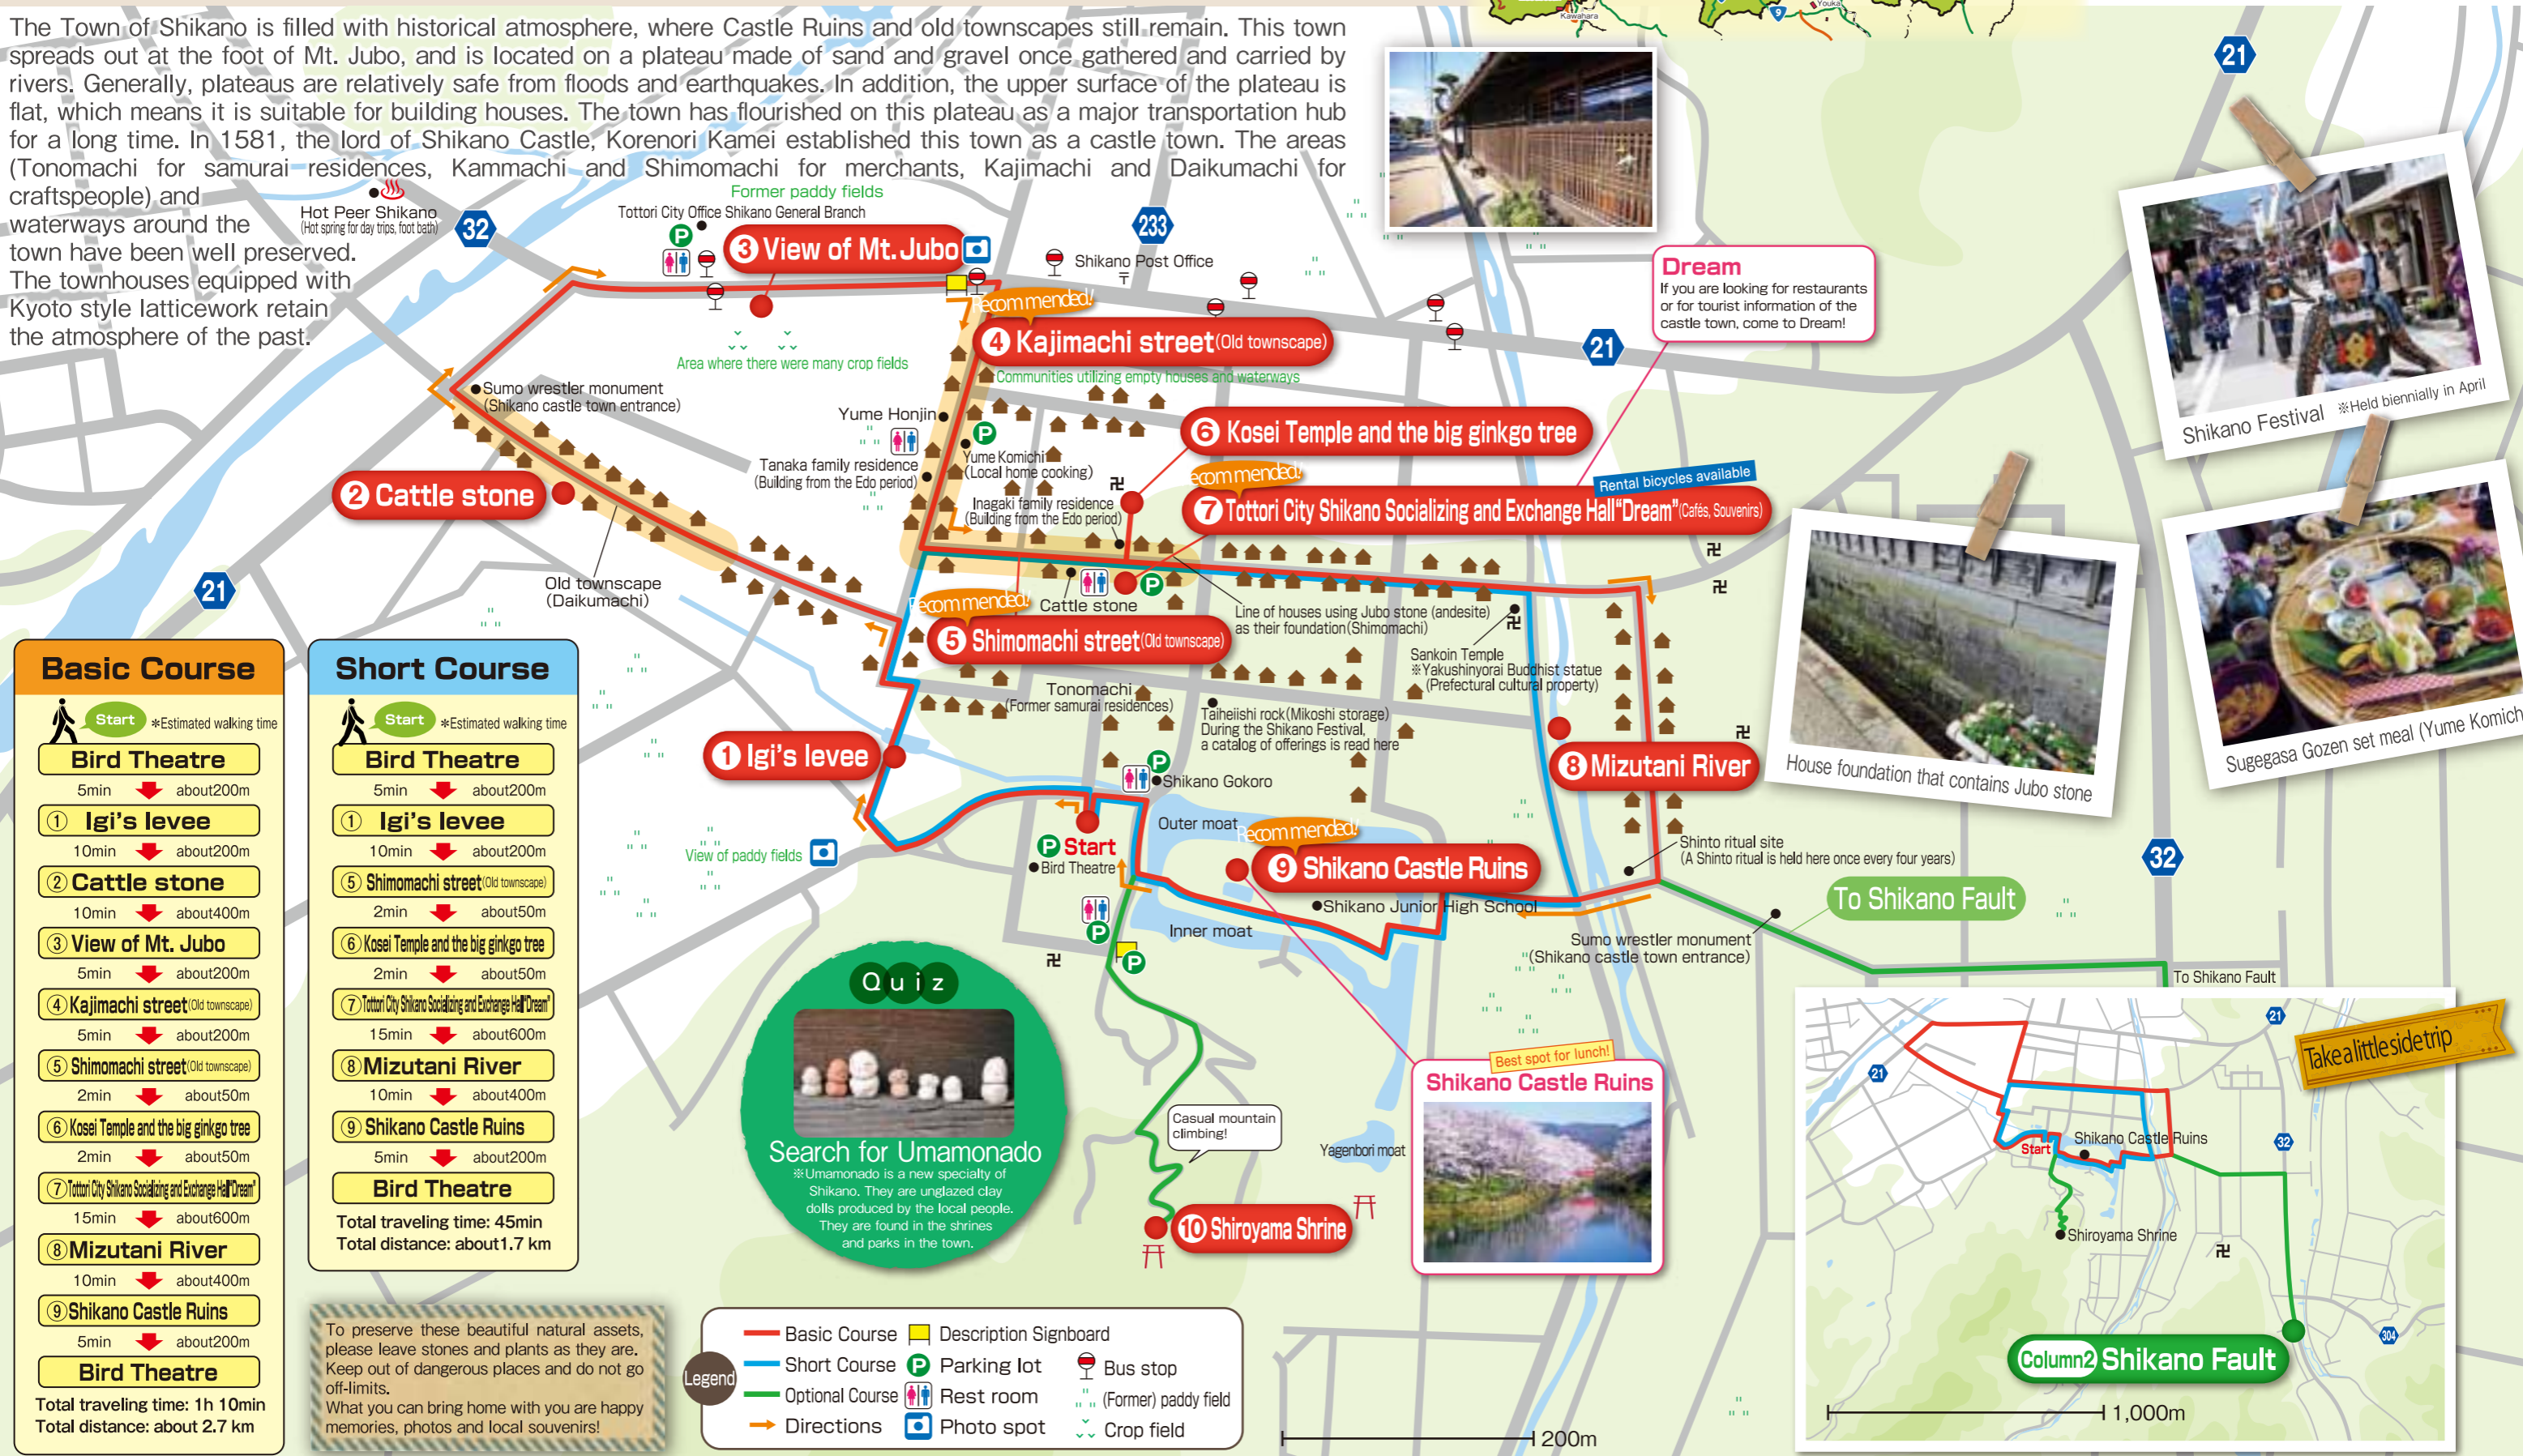 Kawahara
9
Youka
The Town of Shikano is filled with historical atmosphere, where Castle Ruins and old townscapes still remain. This town
spreads out at the foot of Mt. Jubo, and is located on a plateau made of sand and gravel once gathered and carried by
rivers. Generally, plateaus are relatively safe from floods and earthquakes. In addition, the upper surface of the plateau is
flat, which means it is suitable for building houses. The town has flourished on this plateau as a major transportation hub
for a long time. In 1581, the lord of Shikano Castle, Korenori Kamei established this town as a castle town. The areas
(Tonomachi for samurai residences, Kammachi and Shimomachi for merchants, Kajimachi and Daikumachi for
craftspeople) and
waterways around the
town have been well preserved.
The townhouses equipped with
Kyoto style latticework retain
the atmosphere of the past.
Hot Peer Shikano
(Hot spring for day trips, foot bath)
32
Former paddy fields
Tottori City Office Shikano General Branch
P
③ View of Mt. Jubo
233
Shikano Post Office
〒
21
21
Dream
If you are looking for restaurants
or for tourist information of the
castle town, come to Dream!
Recommended!
④ Kajimachi street (Old townscape)
Communities utilizing empty houses and waterways
Area where there were many crop fields
Sumo wrestler monument
(Shikano castle town entrance)
Yume Honjin
P
Yume Komichi
(Local home cooking)
Tanaka family residence
(Building from the Edo period)
Inagaki family residence
(Building from the Edo period)
⑥ Kosei Temple and the big ginkgo tree
ecommended!
Rental bicycles available
⑦ Tottori City Shikano Socializing and Exchange Hall "Dream" (Cafés, Souvenirs)
② Cattle stone
Old townscape
(Daikumachi)
21
P
Cattle stone
Recommended!
⑤ Shimomachi street (Old townscape)
Line of houses using Jubo stone (andesite)
as their foundation(Shimomachi)
Sankoin Temple
※Yakushinyorai Buddhist statue
(Prefectural cultural property)
Tonomachi
(Former samurai residences)
Taiheiishi rock(Mikoshi storage)
During the Shikano Festival,
a catalog of offerings is read here
① Igi's levee
P
Shikano Gokoro
⑧ Mizutani River
View of paddy fields
Outer moat
P Start
Bird Theatre
Recommended!
⑨ Shikano Castle Ruins
Shikano Junior High School
Inner moat
P
P
Shinto ritual site
(A Shinto ritual is held here once every four years)
To Shikano Fault
32
Sumo wrestler monument
(Shikano castle town entrance)
To Shikano Fault
Shikano Festival ※Held biennially in April
House foundation that contains Jubo stone
Sugegasa Gozen set meal (Yume Komich
Basic Course
Start
*Estimated walking time
Bird Theatre
5min about200m
① Igi's levee
10min about200m
② Cattle stone
10min about400m
③ View of Mt. Jubo
5min about200m
④ Kajimachi street (Old townscape)
5min about200m
⑤ Shimomachi street (Old townscape)
2min about50m
⑥ Kosei Temple and the big ginkgo tree
2min about50m
⑦ Tottori City Shikano Socializing and Exchange Hall "Dream"
15min about600m
⑧ Mizutani River
10min about400m
⑨ Shikano Castle Ruins
5min about200m
Bird Theatre
Total traveling time: 1h 10min
Total distance: about 2.7 km
Short Course
Start
*Estimated walking time
Bird Theatre
5min about200m
① Igi's levee
10min about200m
⑤ Shimomachi street (Old townscape)
2min about50m
⑥ Kosei Temple and the big ginkgo tree
2min about50m
⑦ Tottori City Shikano Socializing and Exchange Hall "Dream"
15min about600m
⑧ Mizutani River
10min about400m
⑨ Shikano Castle Ruins
5min about200m
Bird Theatre
Total traveling time: 45min
Total distance: about1.7 km
To preserve these beautiful natural assets,
please leave stones and plants as they are.
Keep out of dangerous places and do not go
off-limits.
What you can bring home with you are happy
memories, photos and local souvenirs!
Quiz
Search for Umamonado
※Umamonado is a new specialty of
Shikano. They are unglazed clay
dolls produced by the local people.
They are found in the shrines
and parks in the town.
Casual mountain
climbing!
Yagenbori moat
⑩ Shiroyama Shrine
Best spot for lunch!
Shikano Castle Ruins
Legend
Basic Course
Short Course
Optional Course
Directions
Description Signboard
P Parking lot
Rest room
Photo spot
Bus stop
(Former) paddy field
Crop field
200m
Take a little side trip
21
21
32
304
Start
Shikano Castle Ruins
Shiroyama Shrine
Column2 Shikano Fault
1,000m